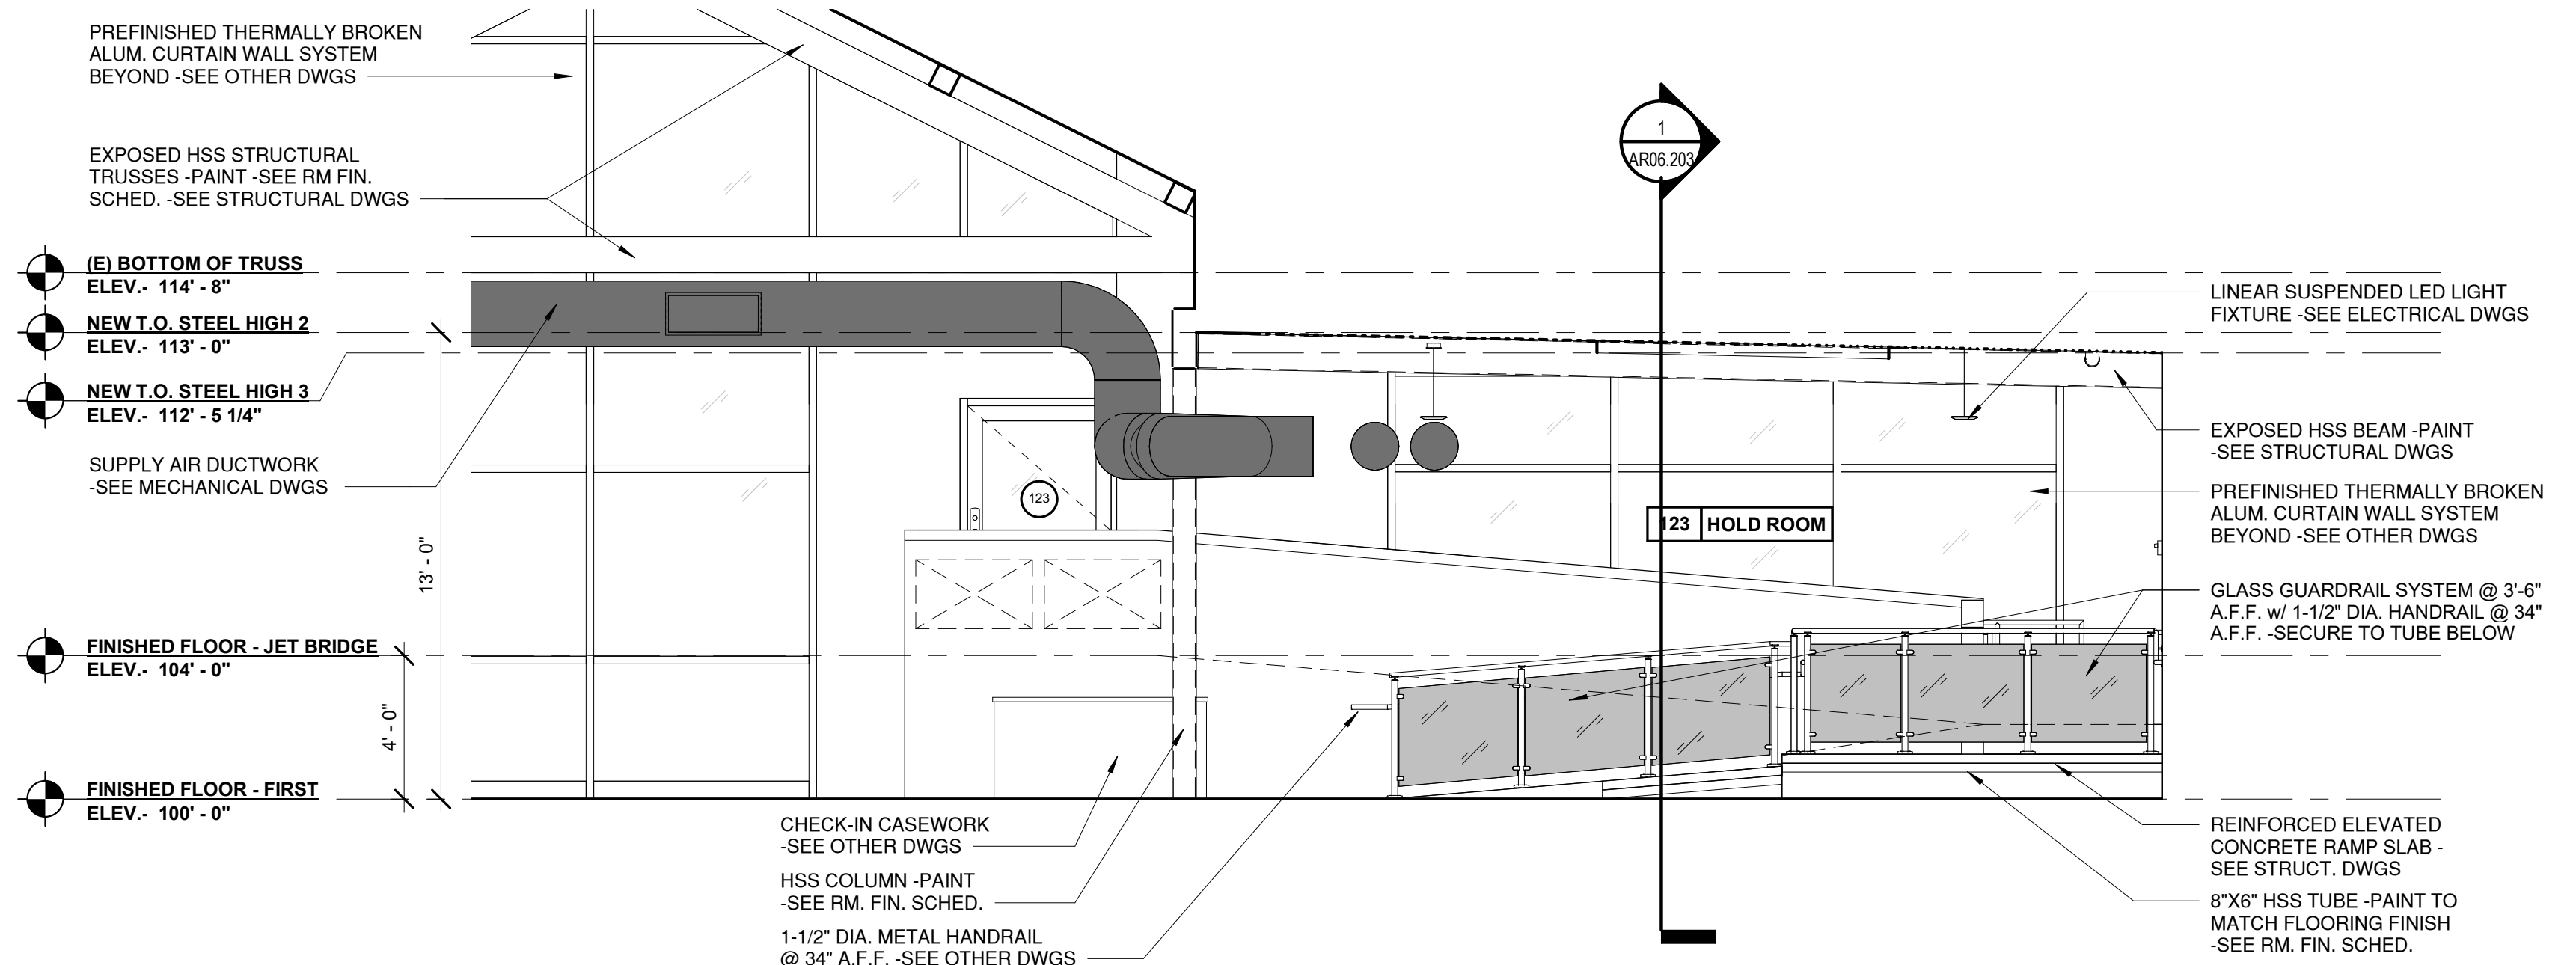 PREFINISHED THERMALLY BROKEN
ALUM. CURTAIN WALL SYSTEM
BEYOND -SEE OTHER DWGS
EXPOSED HSS STRUCTURAL
TRUSSES -PAINT -SEE RM FIN.
SCHED. -SEE STRUCTURAL DWGS
(E) BOTTOM OF TRUSS
ELEV.- 114' - 8"
NEW T.O. STEEL HIGH 2
ELEV.- 113' - 0"
NEW T.O. STEEL HIGH 3
ELEV.- 112' - 5 1/4"
SUPPLY AIR DUCTWORK
-SEE MECHANICAL DWGS
13' - 0"
FINISHED FLOOR - JET BRIDGE
ELEV.- 104' - 0"
4' - 0"
FINISHED FLOOR - FIRST
ELEV.- 100' - 0"
123
CHECK-IN CASEWORK
-SEE OTHER DWGS
HSS COLUMN -PAINT
-SEE RM. FIN. SCHED.
1-1/2" DIA. METAL HANDRAIL
@ 34" A.F.F. -SEE OTHER DWGS
1
AR06.203
123 HOLD ROOM
LINEAR SUSPENDED LED LIGHT
FIXTURE -SEE ELECTRICAL DWGS
EXPOSED HSS BEAM -PAINT
-SEE STRUCTURAL DWGS
PREFINISHED THERMALLY BROKEN
ALUM. CURTAIN WALL SYSTEM
BEYOND -SEE OTHER DWGS
GLASS GUARDRAIL SYSTEM @ 3'-6"
A.F.F. w/ 1-1/2" DIA. HANDRAIL @ 34"
A.F.F. -SECURE TO TUBE BELOW
REINFORCED ELEVATED
CONCRETE RAMP SLAB -
SEE STRUCT. DWGS
8"X6" HSS TUBE -PAINT TO
MATCH FLOORING FINISH
-SEE RM. FIN. SCHED.